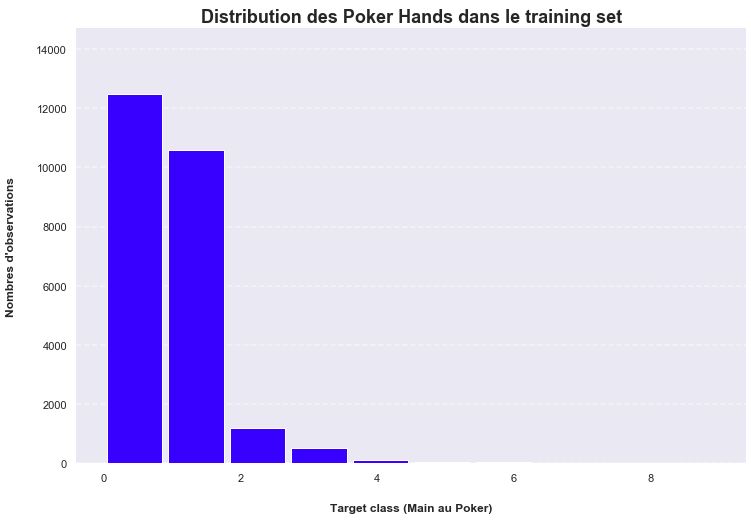 Distribution des Poker Hands dans le training set
Nombres d'observations
14000
12000
10000
8000
6000
4000
2000
0
0 2 4 6 8
Target class (Main au Poker)